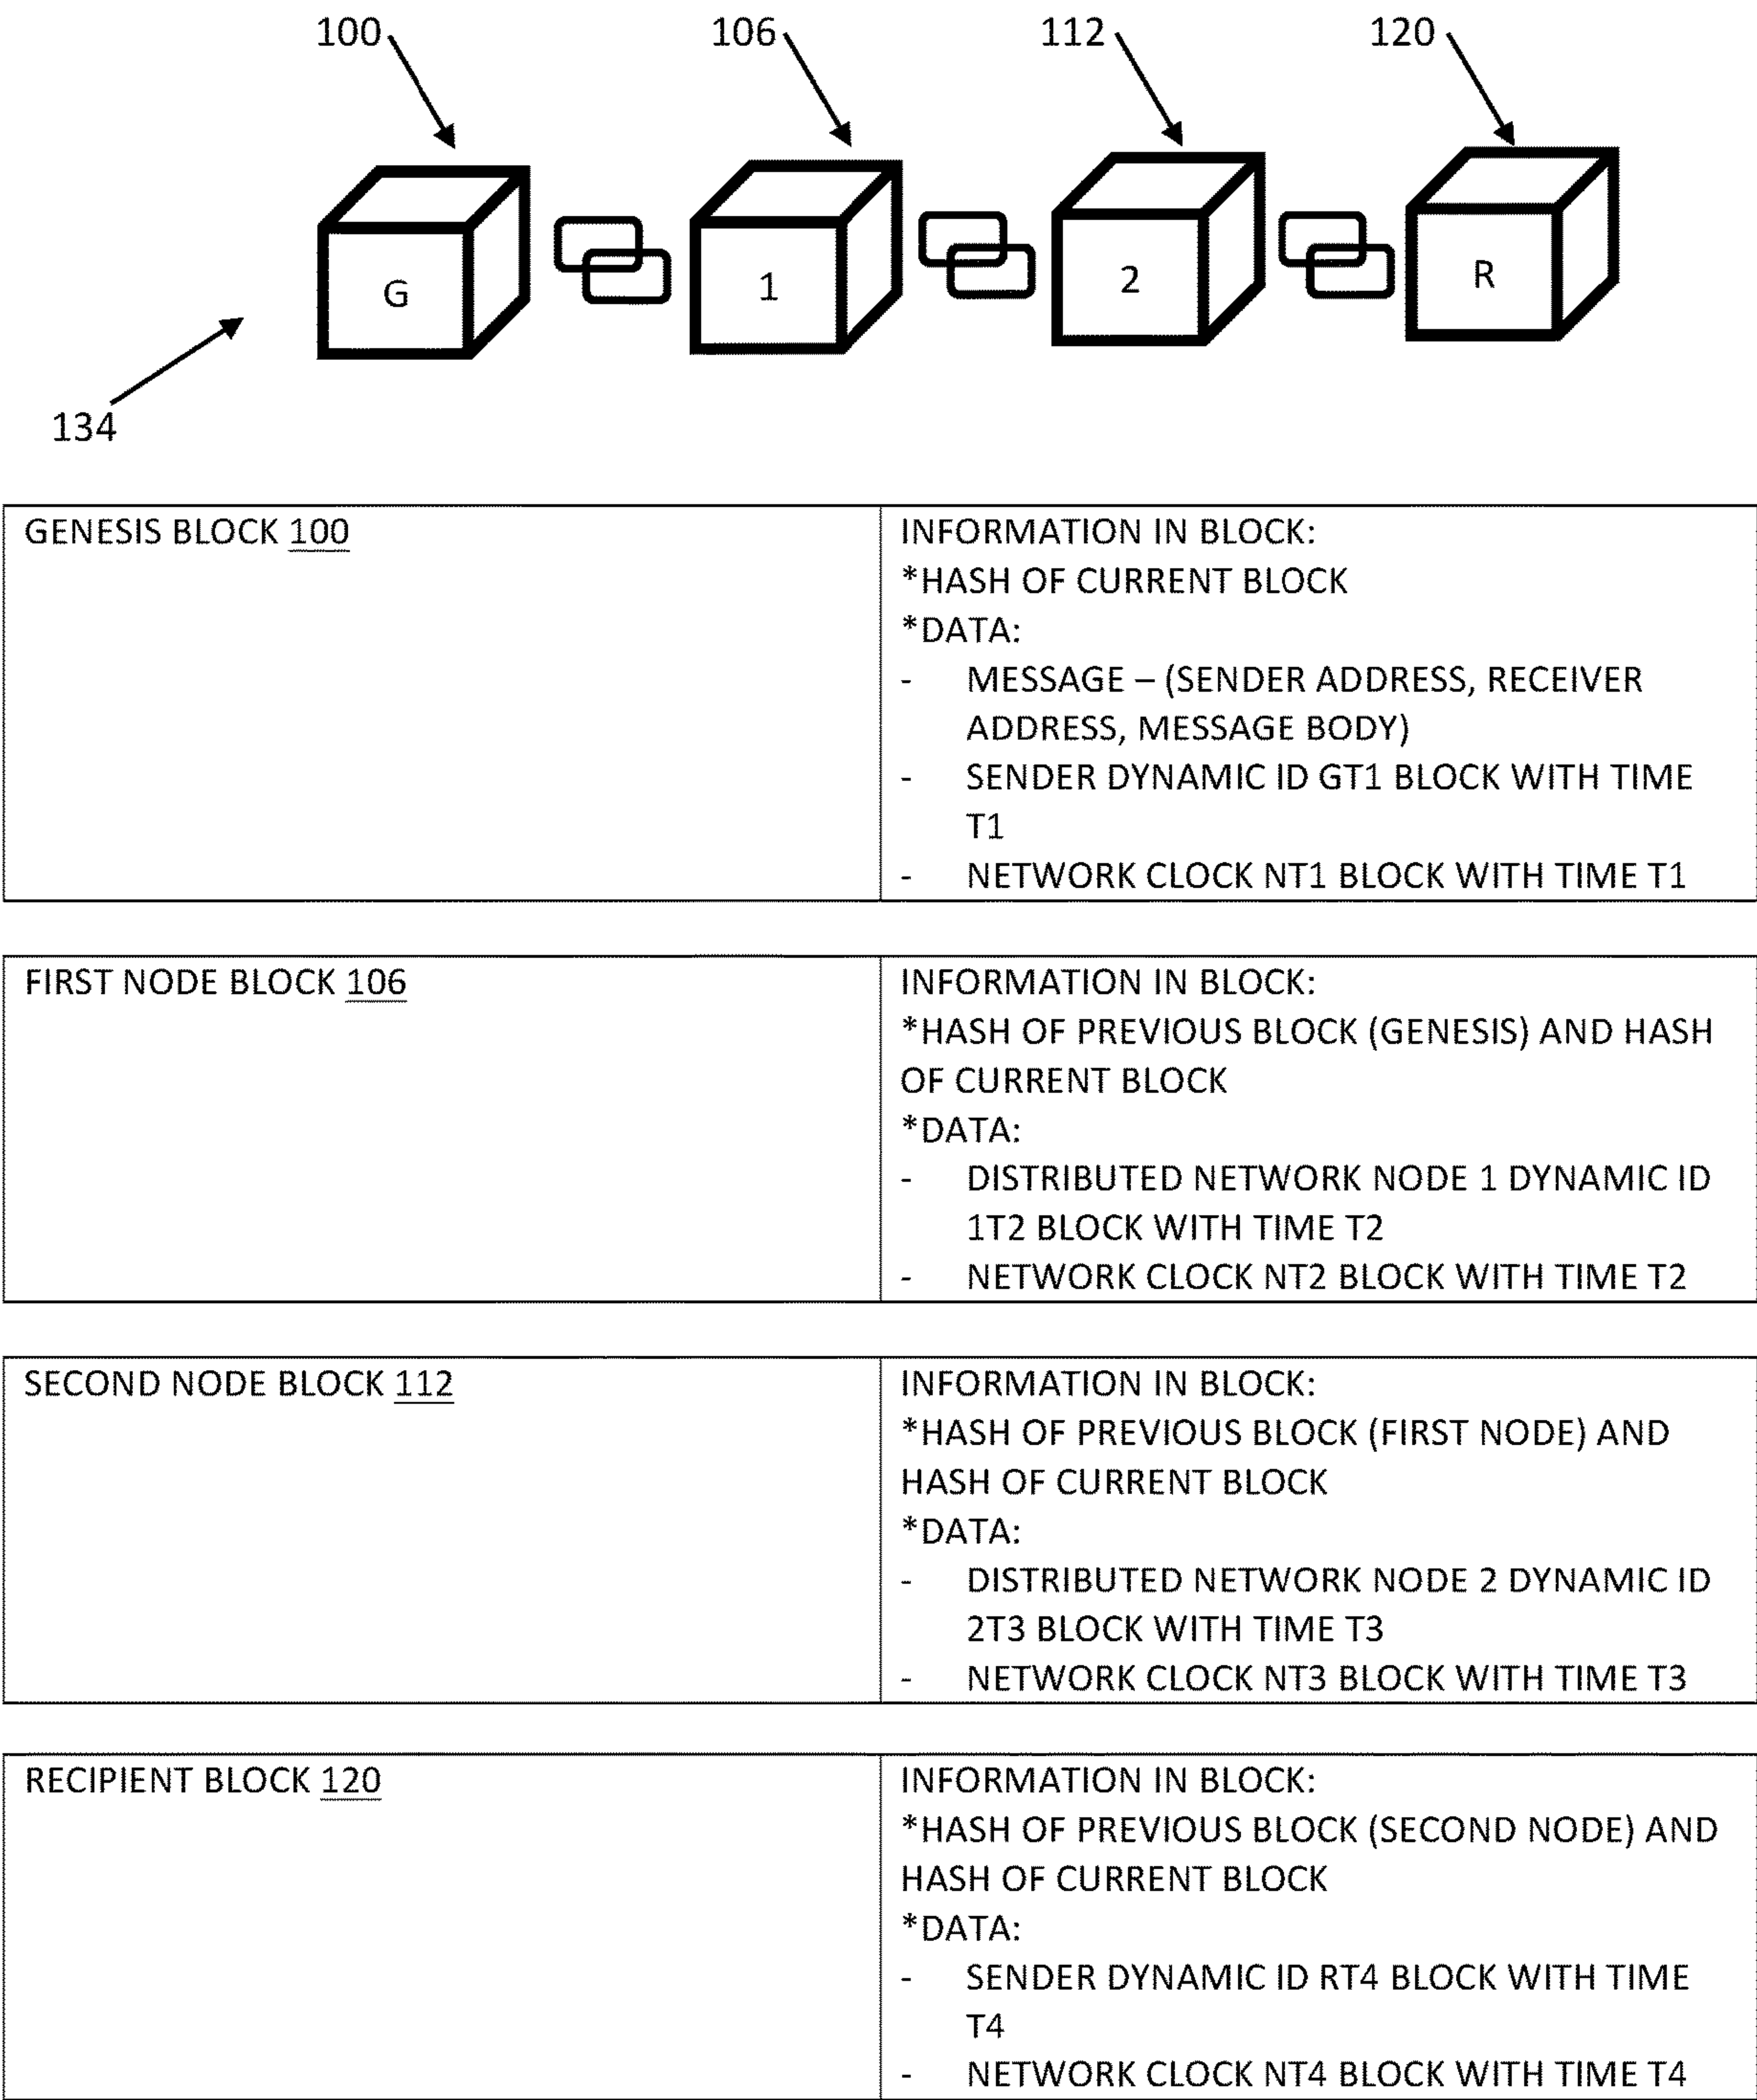 100
106
112
120
G
1
2
R
134
GENESIS BLOCK 100
INFORMATION IN BLOCK:
*HASH OF CURRENT BLOCK
*DATA:
- MESSAGE – (SENDER ADDRESS, RECEIVER
ADDRESS, MESSAGE BODY)
- SENDER DYNAMIC ID GT1 BLOCK WITH TIME
T1
- NETWORK CLOCK NT1 BLOCK WITH TIME T1
FIRST NODE BLOCK 106
INFORMATION IN BLOCK:
*HASH OF PREVIOUS BLOCK (GENESIS) AND HASH
OF CURRENT BLOCK
*DATA:
- DISTRIBUTED NETWORK NODE 1 DYNAMIC ID
1T2 BLOCK WITH TIME T2
- NETWORK CLOCK NT2 BLOCK WITH TIME T2
SECOND NODE BLOCK 112
INFORMATION IN BLOCK:
*HASH OF PREVIOUS BLOCK (FIRST NODE) AND
HASH OF CURRENT BLOCK
*DATA:
- DISTRIBUTED NETWORK NODE 2 DYNAMIC ID
2T3 BLOCK WITH TIME T3
- NETWORK CLOCK NT3 BLOCK WITH TIME T3
RECIPIENT BLOCK 120
INFORMATION IN BLOCK:
*HASH OF PREVIOUS BLOCK (SECOND NODE) AND
HASH OF CURRENT BLOCK
*DATA:
- SENDER DYNAMIC ID RT4 BLOCK WITH TIME
T4
- NETWORK CLOCK NT4 BLOCK WITH TIME T4